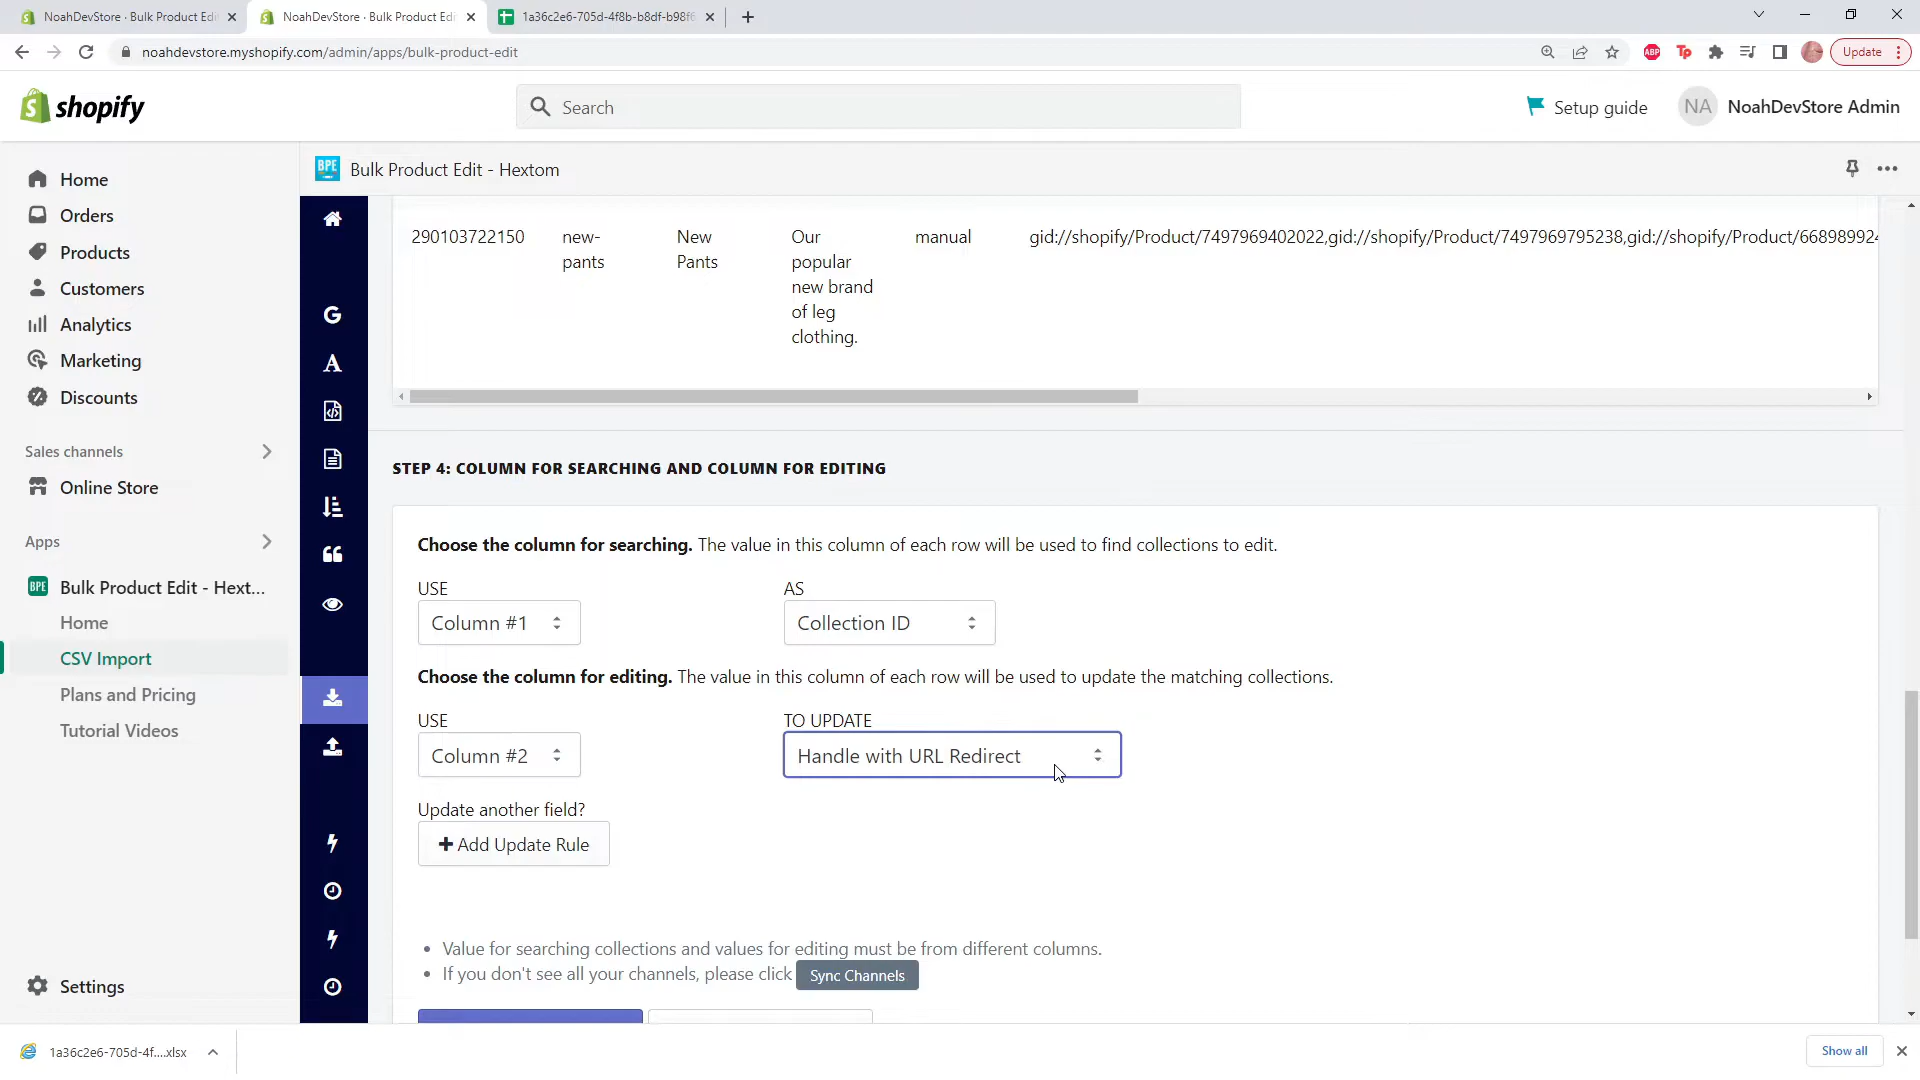 NoahDevStore · Bulk Product Edit
NoahDevStore · Bulk Product Edit
1a36c2e6-705d-4f8b-b8df-b98f6
noahdevstore.myshopify.com/admin/apps/bulk-product-edit
ABP
Tp
Update
shopify
Search
Setup guide
NA
NoahDevStore Admin
Home
Orders
Products
Customers
Analytics
Marketing
Discounts
Sales channels
Online Store
Apps
BPE
Bulk Product Edit - Hext...
Home
CSV Import
Plans and Pricing
Tutorial Videos
Settings
BPE
Bulk Product Edit - Hextom
G
A
290103722150
new-
pants
New
Pants
Our
popular
new brand
of leg
clothing.
manual
gid://shopify/Product/7497969402022,gid://shopify/Product/7497969795238,gid://shopify/Product/668989924
STEP 4: COLUMN FOR SEARCHING AND COLUMN FOR EDITING
Choose the column for searching. The value in this column of each row will be used to find collections to edit.
USE
AS
Column #1
Collection ID
Choose the column for editing. The value in this column of each row will be used to update the matching collections.
USE
TO UPDATE
Column #2
Handle with URL Redirect
Update another field?
+ Add Update Rule
• Value for searching collections and values for editing must be from different columns.
• If you don't see all your channels, please click Sync Channels
1a36c2e6-705d-4f....xlsx
Show all